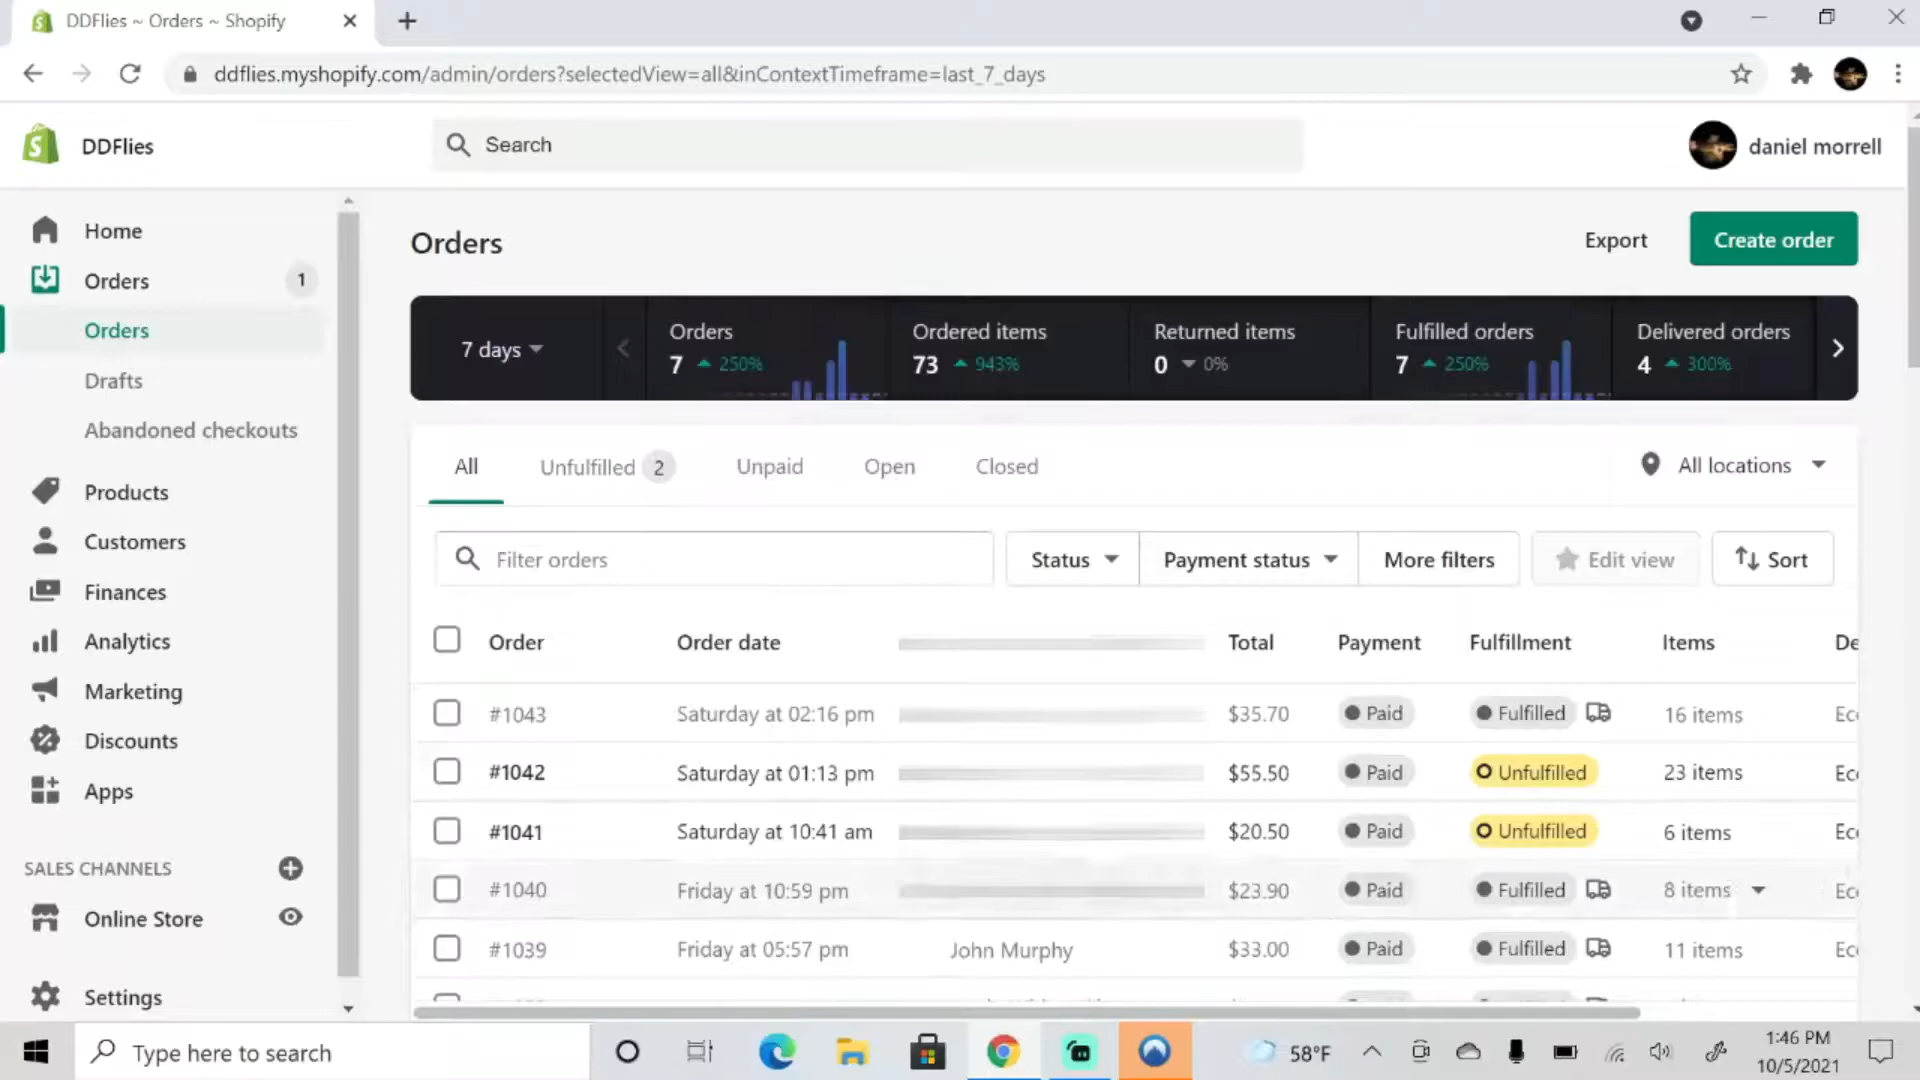 DDFlies ~ Orders ~ Shopify
ddflies.myshopify.com/admin/orders?selectedView=all&inContextTimeframe=last_7_days
DDFlies
Search
daniel morrell
Home
Orders
1
Orders
Drafts
Abandoned checkouts
Products
Customers
Finances
Analytics
Marketing
Discounts
Apps
SALES CHANNELS
Online Store
Settings
Orders
Export
Create order
7 days
Orders
7 250%
Ordered items
73 943%
Returned items
0 0%
Fulfilled orders
7 250%
Delivered orders
4 300%
All Unfulfilled 2 Unpaid Open Closed
All locations
Filter orders
Status
Payment status
More filters
Edit view
Sort
Order Order date Total Payment Fulfillment Items De
#1043 Saturday at 02:16 pm $35.70 Paid Fulfilled 16 items Ec
#1042 Saturday at 01:13 pm $55.50 Paid Unfulfilled 23 items Ec
#1041 Saturday at 10:41 am $20.50 Paid Unfulfilled 6 items Ec
#1040 Friday at 10:59 pm $23.90 Paid Fulfilled 8 items Ec
#1039 Friday at 05:57 pm John Murphy $33.00 Paid Fulfilled 11 items Ec
Type here to search
58°F
1:46 PM
10/5/2021